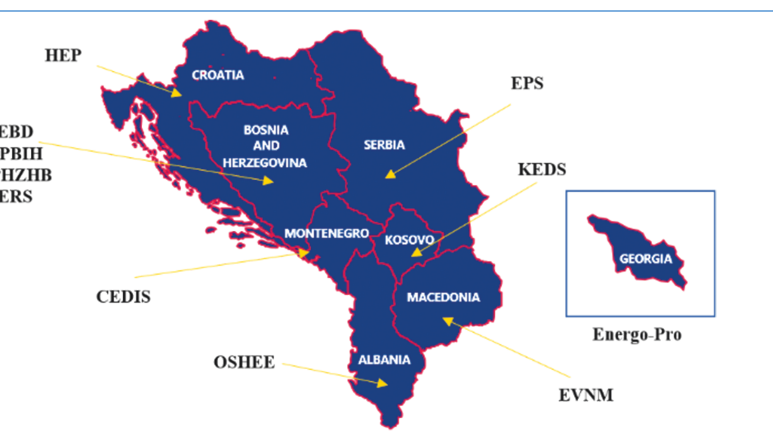 HEP
CROATIA
EPS
EBD
PBIH
HZHB
ERS
BOSNIA
AND
HERZEGOVINA
SERBIA
KEDS
MONTENEGRO
KOSOVO
GEORGIA
CEDIS
MACEDONIA
Energo-Pro
OSHEE
ALBANIA
EVNM